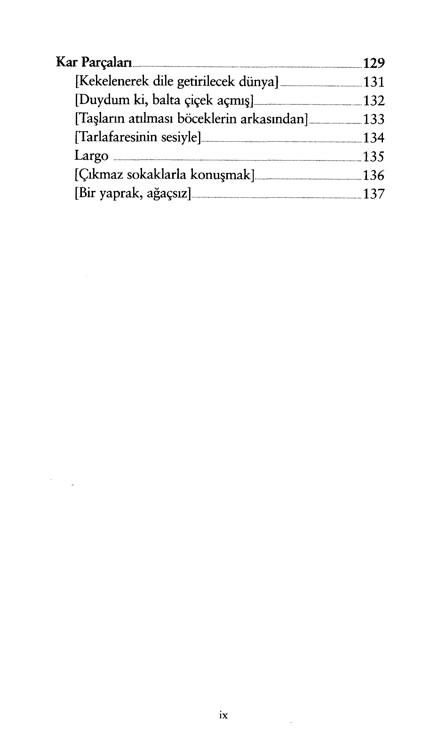 Kar Parçaları 129
[Kekelenerek dile getirilecek dünya] 131
[Duydum ki, balta çiçek açmış] 132
[Taşların atılması böceklerin arkasından] 133
[Tarlafaresinin sesiyle] 134
Largo 135
[Çıkmaz sokaklarla konuşmak] 136
[Bir yaprak, ağaçsız] 137
ix